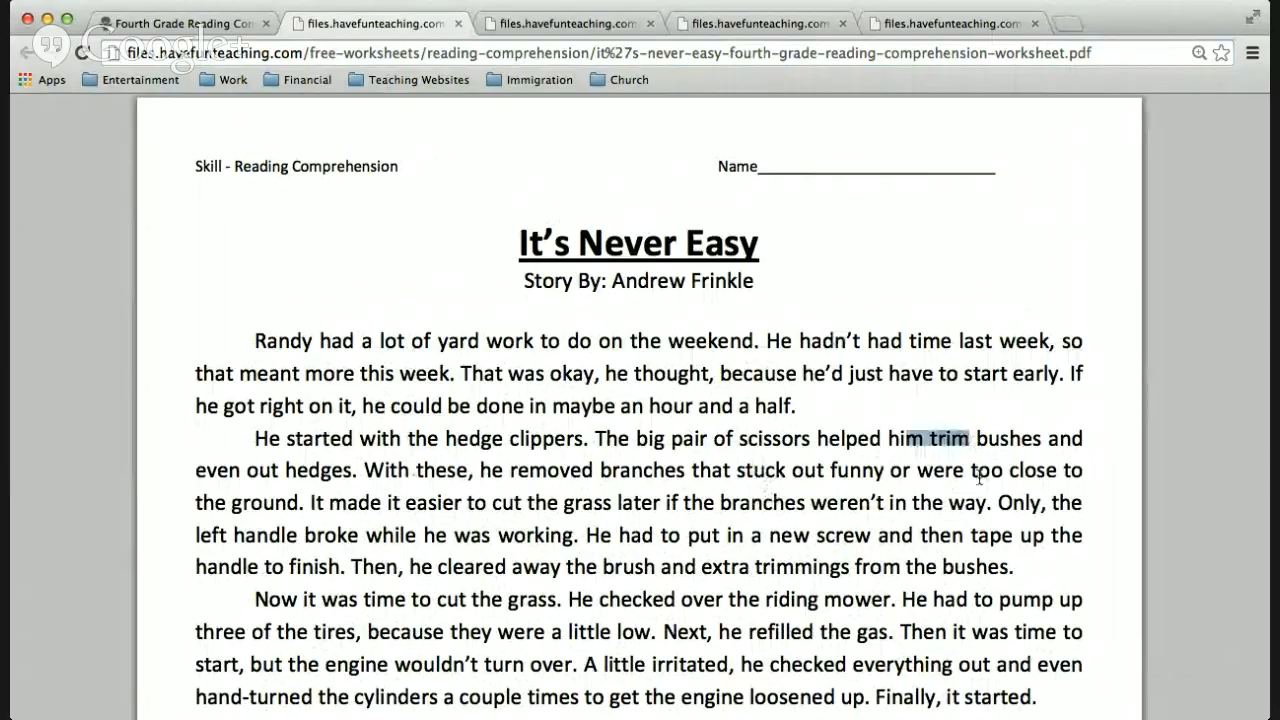 Fourth Grade Reading Con
files.havefunteaching.com
files.havefunteaching.com
files.havefunteaching.com
files.havefunteaching.com
Google+
files.havefunteaching.com/free-worksheets/reading-comprehension/it%27s-never-easy-fourth-grade-reading-comprehension-worksheet.pdf
Apps Entertainment Work Financial Teaching Websites Immigration Church
Skill - Reading Comprehension Name____________________________
It's Never Easy
Story By: Andrew Frinkle
Randy had a lot of yard work to do on the weekend. He hadn't had time last week, so
that meant more this week. That was okay, he thought, because he'd just have to start early. If
he got right on it, he could be done in maybe an hour and a half.
He started with the hedge clippers. The big pair of scissors helped him trim bushes and
even out hedges. With these, he removed branches that stuck out funny or were too close to
the ground. It made it easier to cut the grass later if the branches weren't in the way. Only, the
left handle broke while he was working. He had to put in a new screw and then tape up the
handle to finish. Then, he cleared away the brush and extra trimmings from the bushes.
Now it was time to cut the grass. He checked over the riding mower. He had to pump up
three of the tires, because they were a little low. Next, he refilled the gas. Then it was time to
start, but the engine wouldn't turn over. A little irritated, he checked everything out and even
hand-turned the cylinders a couple times to get the engine loosened up. Finally, it started.